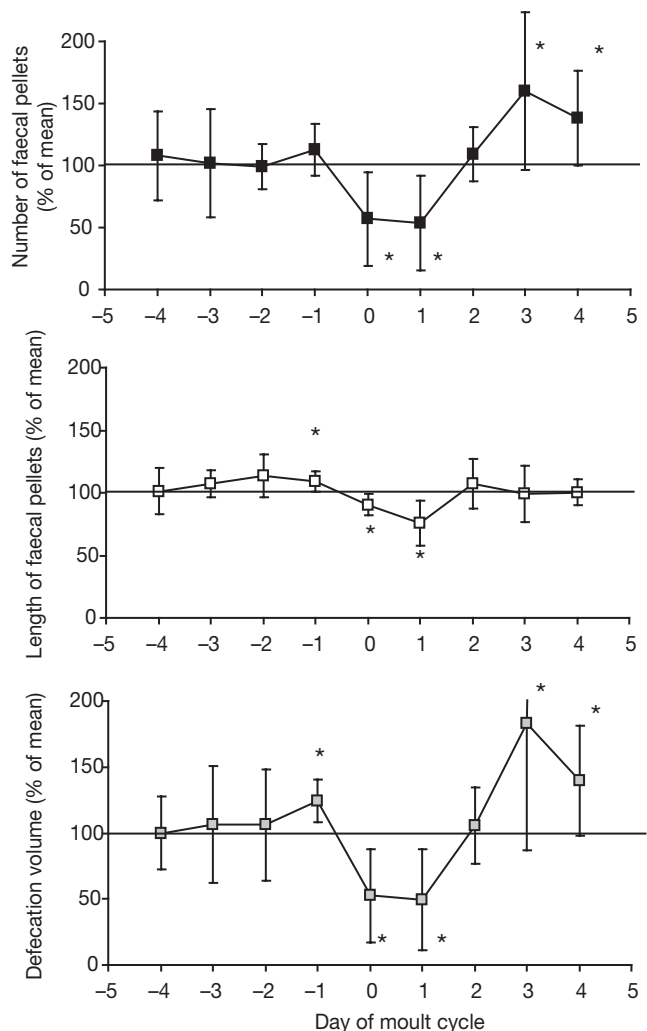 Number of faecal pellets
(% of mean)
200
150
100
50
0
* * * *
–5 –4 –3 –2 –1 0 1 2 3 4 5
Length of faecal pellets (% of mean)
200
150
100
50
0
* * *
–5 –4 –3 –2 –1 0 1 2 3 4 5
Defecation volume (% of mean)
200
150
100
50
0
* * * * *
–5 –4 –3 –2 –1 0 1 2 3 4 5
Day of moult cycle